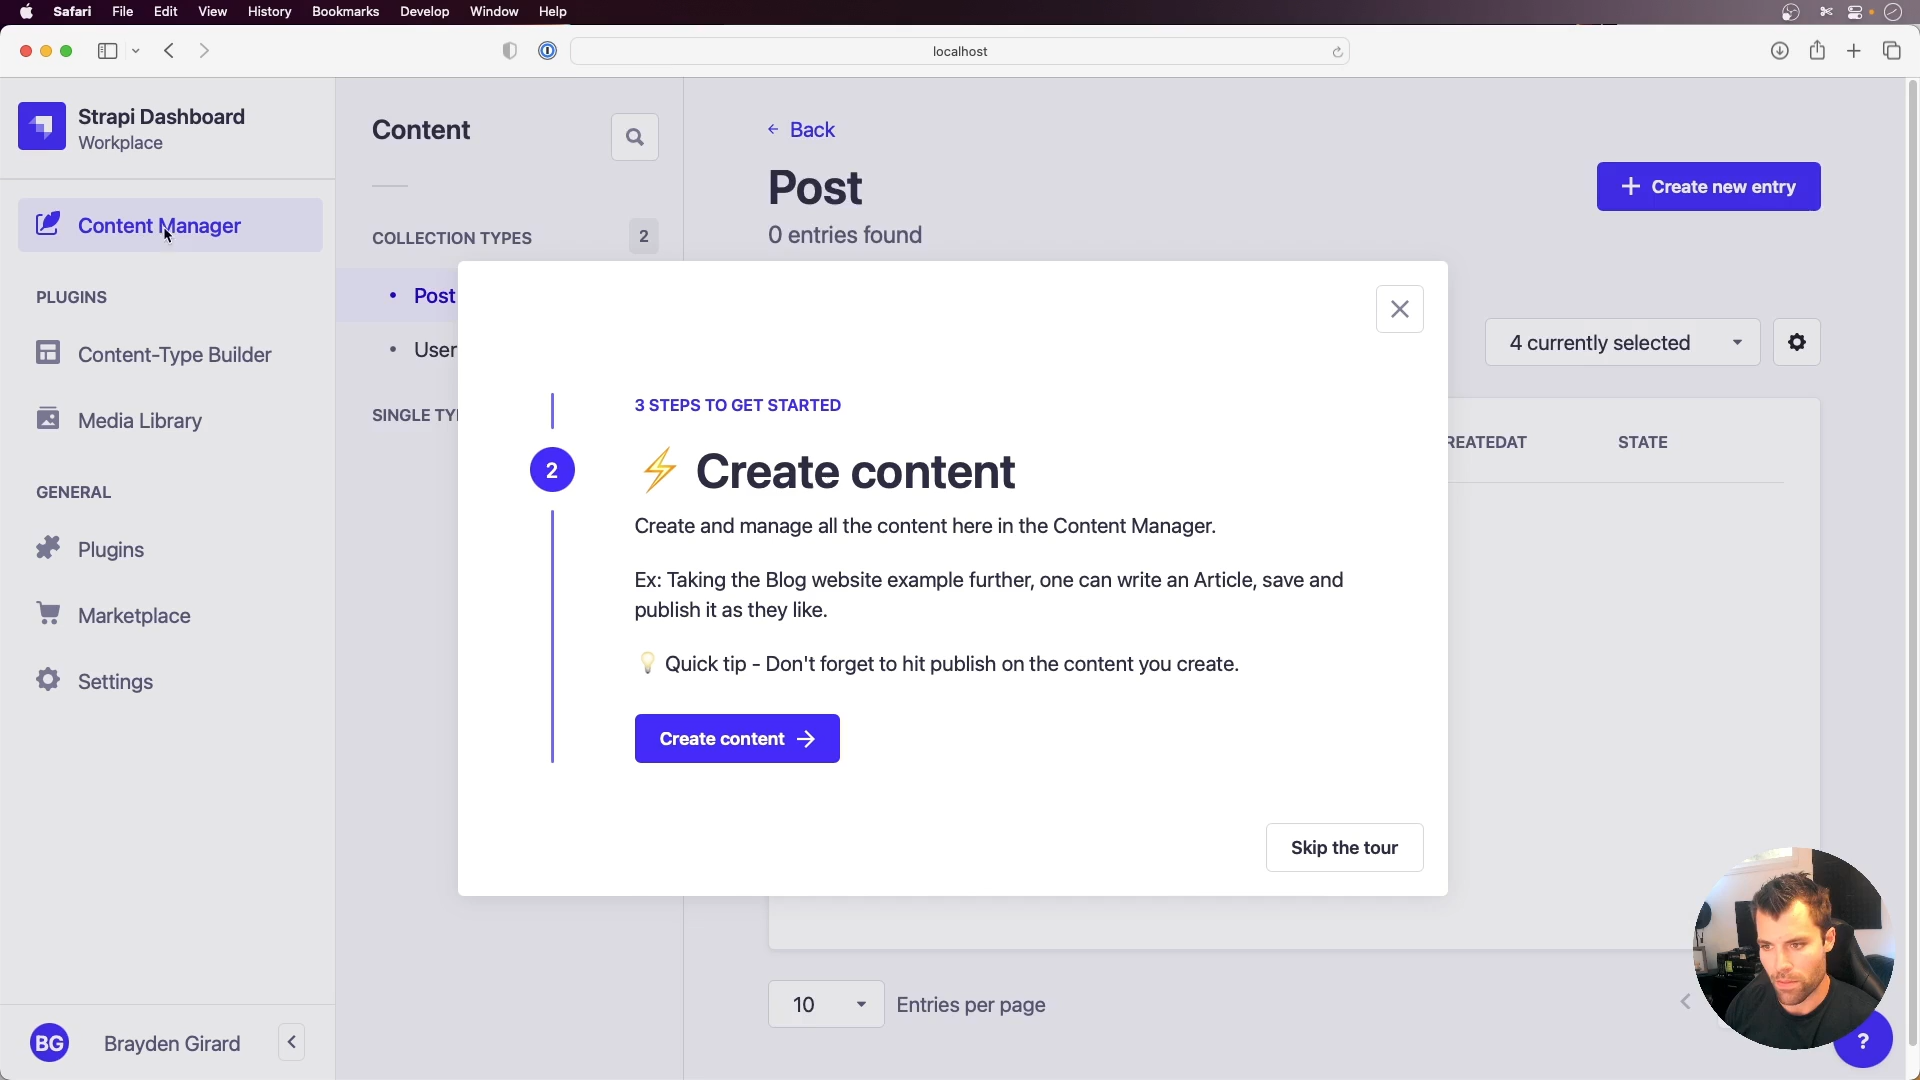 Safari File Edit View History Bookmarks Develop Window Help
localhost
Strapi Dashboard
Workplace
Content Manager
PLUGINS
Content-Type Builder
Media Library
GENERAL
Plugins
Marketplace
Settings
BG Brayden Girard
Content
COLLECTION TYPES 2
Post
User
SINGLE TY
Back
Post
0 entries found
Create new entry
4 currently selected
REATEDAT STATE
3 STEPS TO GET STARTED
2
⚡ Create content
Create and manage all the content here in the Content Manager.
Ex: Taking the Blog website example further, one can write an Article, save and
publish it as they like.
💡 Quick tip - Don't forget to hit publish on the content you create.
Create content
Skip the tour
10 Entries per page
?